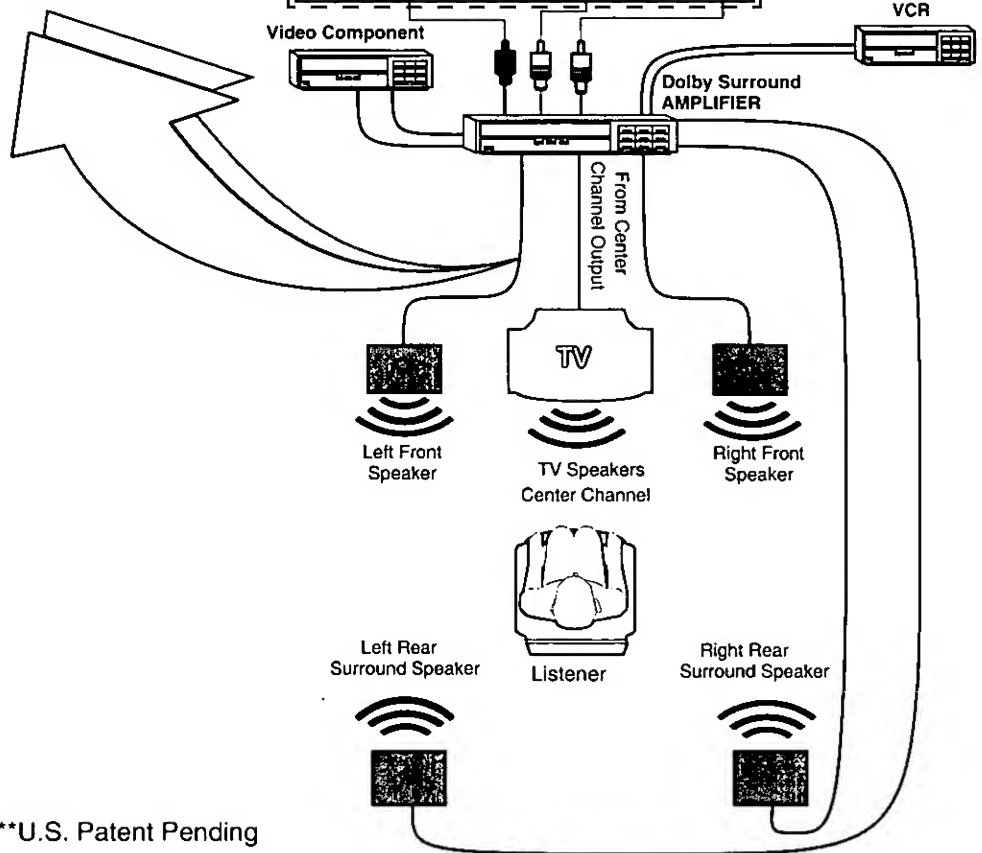 VCR
Video Component
Dolby Surround
AMPLIFIER
From Center
Channel Output
TV
Left Front
Speaker
TV Speakers
Center Channel
Right Front
Speaker
Left Rear
Surround Speaker
Listener
Right Rear
Surround Speaker
**U.S. Patent Pending